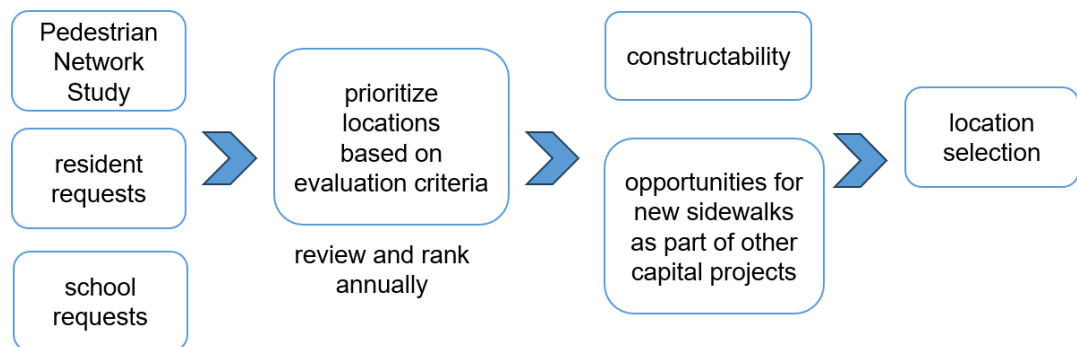 Pedestrian
Network
Study
resident
requests
school
requests
prioritize
locations
based on
evaluation criteria
review and rank
annually
constructability
opportunities for
new sidewalks
as part of other
capital projects
location
selection